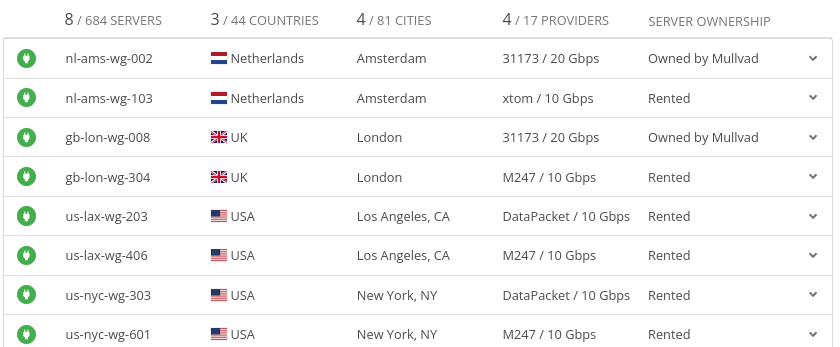 8 / 684 SERVERS 3 / 44 COUNTRIES 4 / 81 CITIES 4 / 17 PROVIDERS SERVER OWNERSHIP
nl-ams-wg-002 Netherlands Amsterdam 31173 / 20 Gbps Owned by Mullvad
nl-ams-wg-103 Netherlands Amsterdam xtom / 10 Gbps Rented
gb-lon-wg-008 UK London 31173 / 20 Gbps Owned by Mullvad
gb-lon-wg-304 UK London M247 / 10 Gbps Rented
us-lax-wg-203 USA Los Angeles, CA DataPacket / 10 Gbps Rented
us-lax-wg-406 USA Los Angeles, CA M247 / 10 Gbps Rented
us-nyc-wg-303 USA New York, NY DataPacket / 10 Gbps Rented
us-nyc-wg-601 USA New York, NY M247 / 10 Gbps Rented